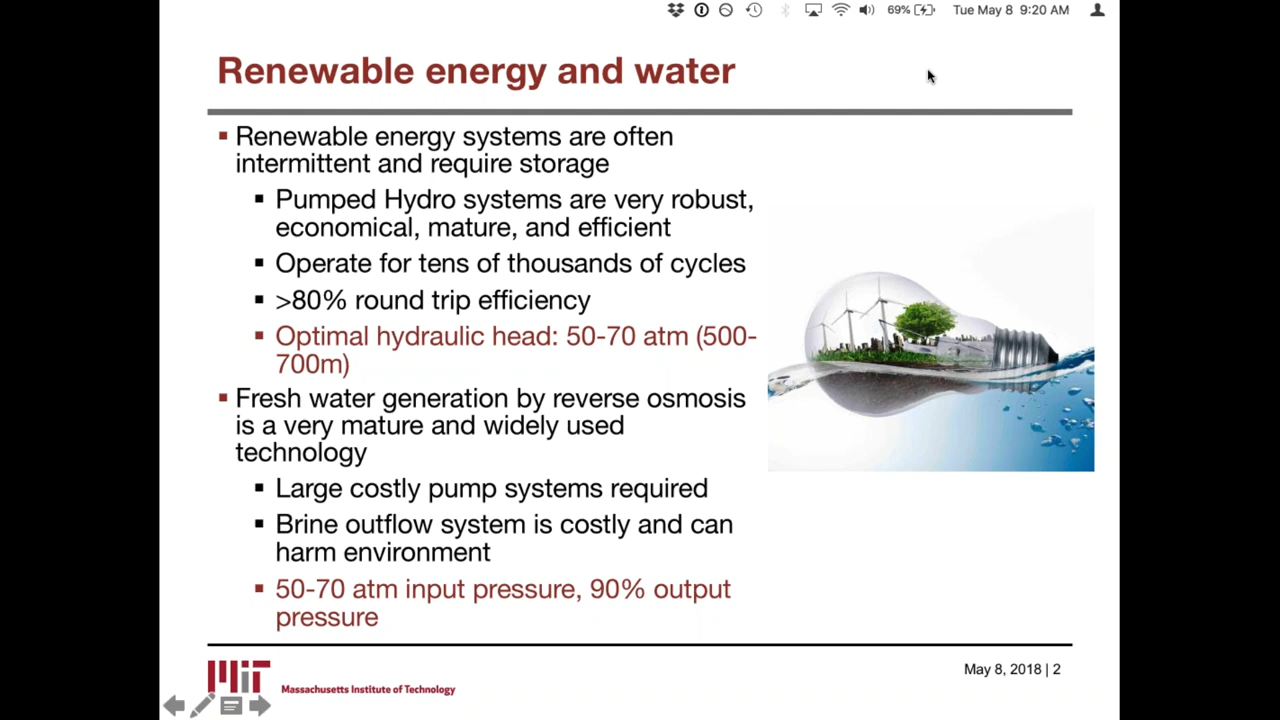 69%
Tue May 8 9:20 AM
Renewable energy and water
Renewable energy systems are often
intermittent and require storage
Pumped Hydro systems are very robust,
economical, mature, and efficient
Operate for tens of thousands of cycles
>80% round trip efficiency
Optimal hydraulic head: 50-70 atm (500-
700m)
Fresh water generation by reverse osmosis
is a very mature and widely used
technology
Large costly pump systems required
Brine outflow system is costly and can
harm environment
50-70 atm input pressure, 90% output
pressure
May 8, 2018 | 2
MIT
Massachusetts Institute of Technology